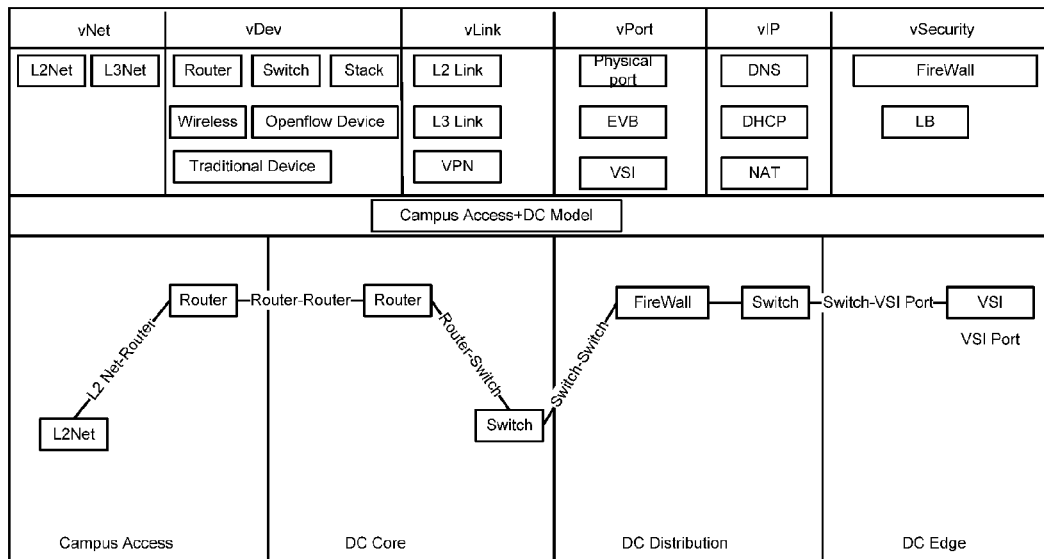 vNet
vDev
vLink
vPort
vIP
vSecurity
L2Net
L3Net
Router
Switch
Stack
L2 Link
Physical
port
DNS
FireWall
Wireless
Openflow Device
L3 Link
EVB
DHCP
LB
Traditional Device
VPN
VSI
NAT
Campus Access+DC Model
Router
Router-Router
Router
FireWall
Switch
Switch-VSI Port
VSI
VSI Port
L2 Net-Router
Router-Switch
Switch-Switch
L2Net
Switch
Campus Access
DC Core
DC Distribution
DC Edge